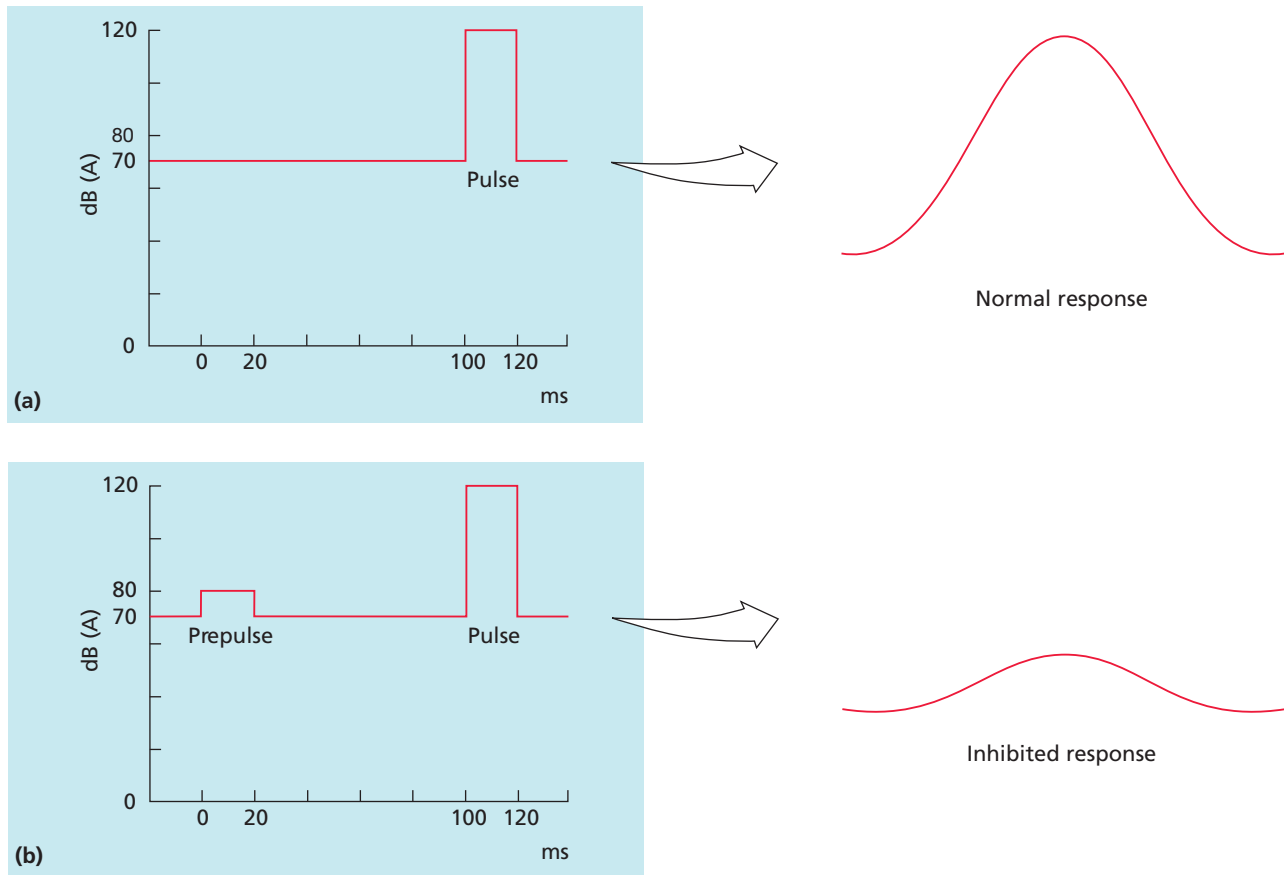 120
80
70
0
dB (A)
Pulse
0 20 100 120
ms
(a)
Normal response
120
80
70
0
dB (A)
Prepulse Pulse
0 20 100 120
ms
(b)
Inhibited response